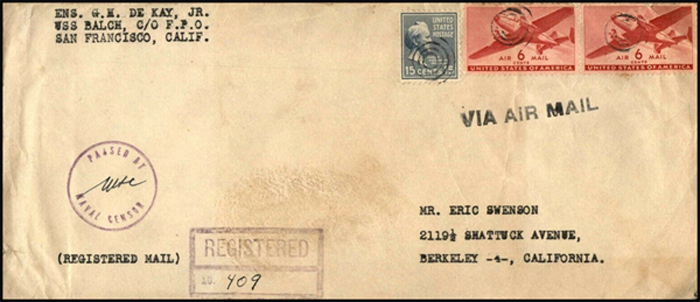 ENS. G.M. DE KAY, JR.
USS BALCH, C/O F.P.O.
SAN FRANCISCO, CALIF.
UNITED STATES POSTAGE
15 CENTS
AIR 6 MAIL
CENTS
UNITED STATES OF AMERICA
AIR 6 MAIL
CENTS
UNITED STATES OF AMERICA
VIA AIR MAIL
PASSED BY
NAVAL CENSOR
(REGISTERED MAIL)
REGISTERED
NO. 409
MR. ERIC SWENSON
2119½ SHATTUCK AVENUE,
BERKELEY -4-, CALIFORNIA.